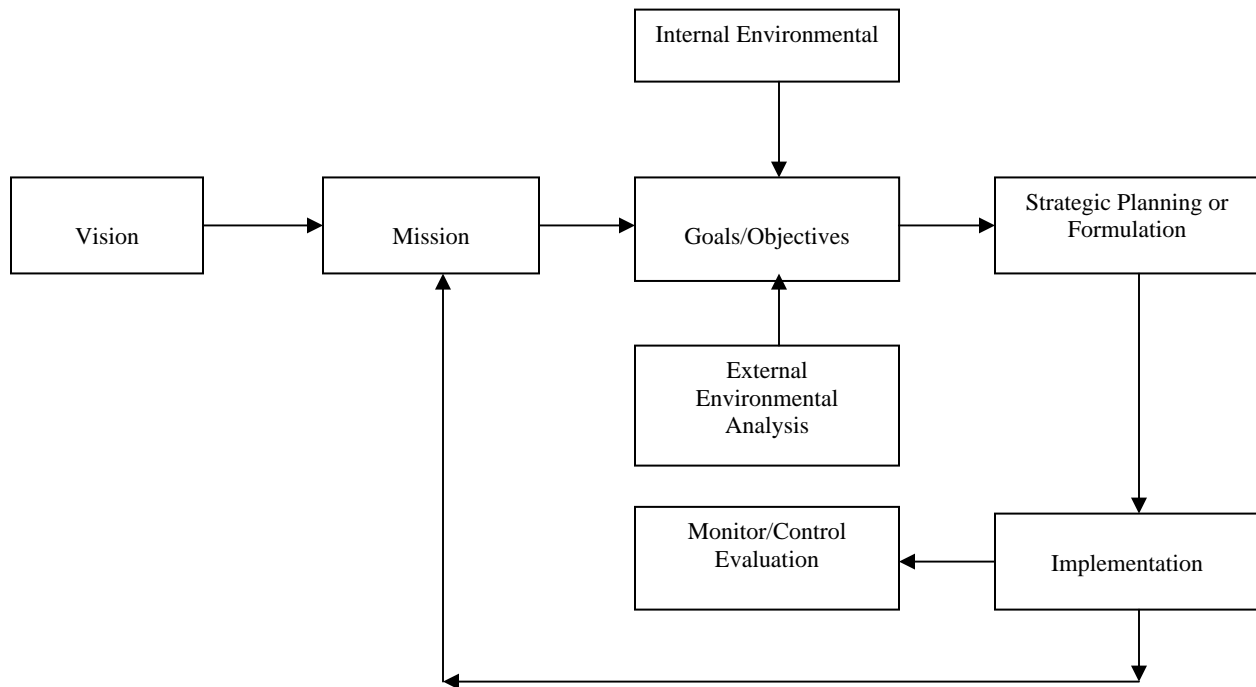 Internal Environmental
Vision
Mission
Goals/Objectives
Strategic Planning or
Formulation
External
Environmental
Analysis
Monitor/Control
Evaluation
Implementation